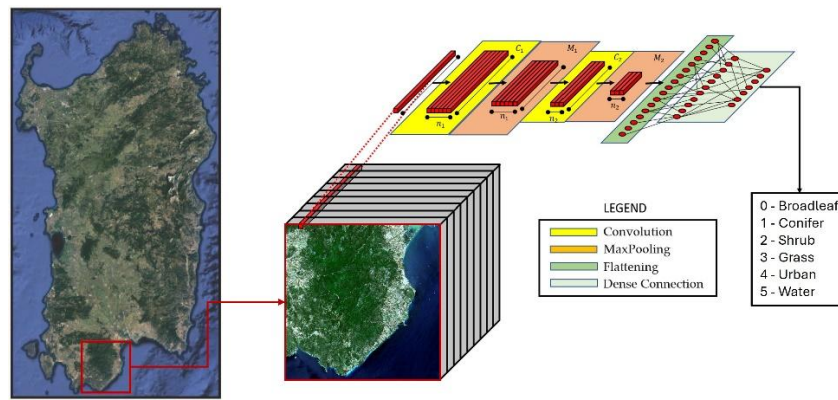 C₁
M₁
C₂
M₂
n₁
n₁
n₂
n₂
LEGEND
Convolution
MaxPooling
Flattening
Dense Connection
0 - Broadleaf
1 - Conifer
2 - Shrub
3 - Grass
4 - Urban
5 - Water